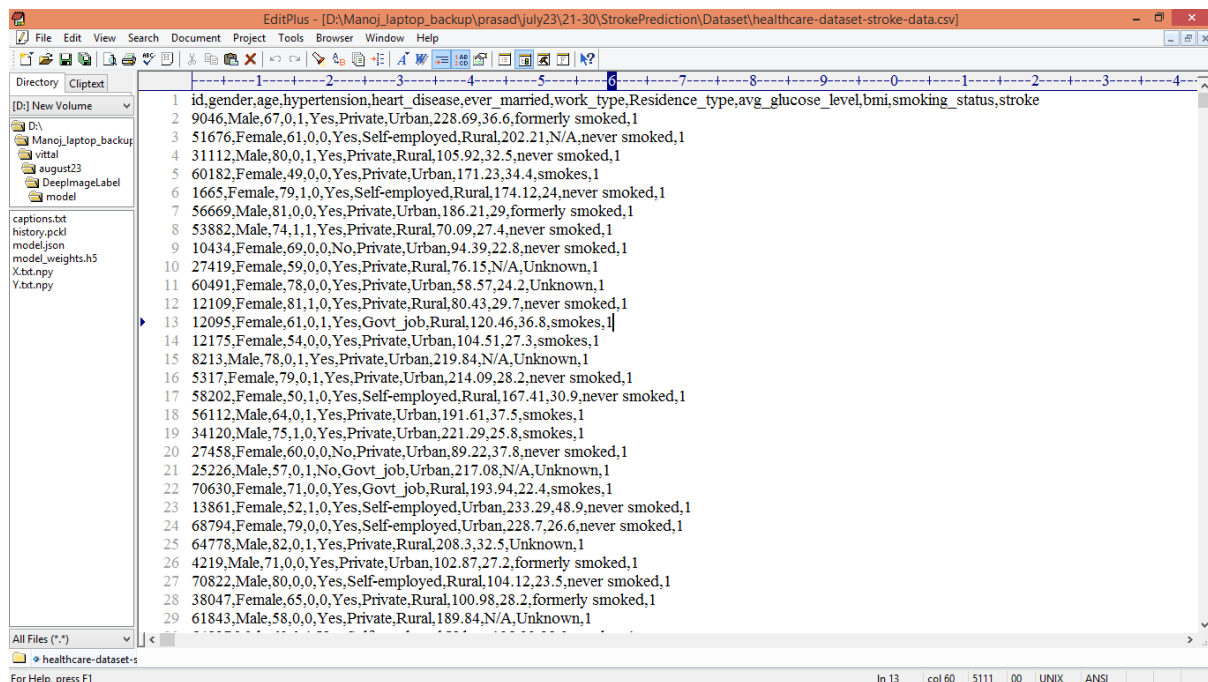 EditPlus - [D:\Manoj_laptop_backup\prasad\july23\21-30\StrokePrediction\Dataset\healthcare-dataset-stroke-data.csv]
File Edit View Search Document Project Tools Browser Window Help
Directory Cliptext
[D:] New Volume
D:\
Manoj_laptop_backup
vittal
august23
DeepImageLabel
model
captions.txt
history.pckl
model.json
model_weights.h5
X.txt.npy
Y.txt.npy
All Files (*.*)
----+----1----+----2----+----3----+----4----+----5----+----6----+----7----+----8----+----9----+----0----+----1----+----2----+----3----+----4---
1 id,gender,age,hypertension,heart_disease,ever_married,work_type,Residence_type,avg_glucose_level,bmi,smoking_status,stroke
2 9046,Male,67,0,1,Yes,Private,Urban,228.69,36.6,formerly smoked,1
3 51676,Female,61,0,0,Yes,Self-employed,Rural,202.21,N/A,never smoked,1
4 31112,Male,80,0,1,Yes,Private,Rural,105.92,32.5,never smoked,1
5 60182,Female,49,0,0,Yes,Private,Urban,171.23,34.4,smokes,1
6 1665,Female,79,1,0,Yes,Self-employed,Rural,174.12,24,never smoked,1
7 56669,Male,81,0,0,Yes,Private,Urban,186.21,29,formerly smoked,1
8 53882,Male,74,1,1,Yes,Private,Rural,70.09,27.4,never smoked,1
9 10434,Female,69,0,0,No,Private,Urban,94.39,22.8,never smoked,1
10 27419,Female,59,0,0,Yes,Private,Rural,76.15,N/A,Unknown,1
11 60491,Female,78,0,0,Yes,Private,Urban,58.57,24.2,Unknown,1
12 12109,Female,81,1,0,Yes,Private,Rural,80.43,29.7,never smoked,1
13 12095,Female,61,0,1,Yes,Govt_job,Rural,120.46,36.8,smokes,1
14 12175,Female,54,0,0,Yes,Private,Urban,104.51,27.3,smokes,1
15 8213,Male,78,0,1,Yes,Private,Urban,219.84,N/A,Unknown,1
16 5317,Female,79,0,1,Yes,Private,Urban,214.09,28.2,never smoked,1
17 58202,Female,50,1,0,Yes,Self-employed,Rural,167.41,30.9,never smoked,1
18 56112,Male,64,0,1,Yes,Private,Urban,191.61,37.5,smokes,1
19 34120,Male,75,1,0,Yes,Private,Urban,221.29,25.8,smokes,1
20 27458,Female,60,0,0,No,Private,Urban,89.22,37.8,never smoked,1
21 25226,Male,57,0,1,No,Govt_job,Urban,217.08,N/A,Unknown,1
22 70630,Female,71,0,0,Yes,Govt_job,Rural,193.94,22.4,smokes,1
23 13861,Female,52,1,0,Yes,Self-employed,Urban,233.29,48.9,never smoked,1
24 68794,Female,79,0,0,Yes,Self-employed,Urban,228.7,26.6,never smoked,1
25 64778,Male,82,0,1,Yes,Private,Rural,208.3,32.5,Unknown,1
26 4219,Male,71,0,0,Yes,Private,Urban,102.87,27.2,formerly smoked,1
27 70822,Male,80,0,0,Yes,Self-employed,Rural,104.12,23.5,never smoked,1
28 38047,Female,65,0,0,Yes,Private,Rural,100.98,28.2,formerly smoked,1
29 61843,Male,58,0,0,Yes,Private,Rural,189.84,N/A,Unknown,1
healthcare-dataset-s
For Help, press F1 ln 13 col 60 5111 00 UNIX ANSI